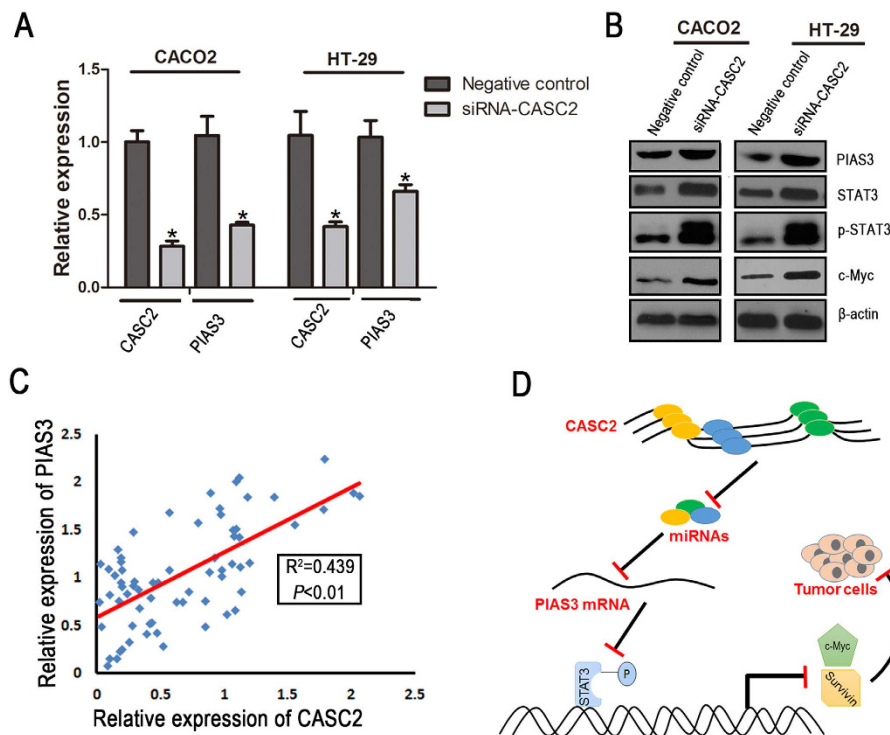 A
CACO2
HT-29
Negative control
siRNA-CASC2
Relative expression
1.5
1.0
0.5
0.0
*
*
*
*
CASC2
PIAS3
CASC2
PIAS3
B
CACO2
HT-29
Negative control
siRNA-CASC2
Negative control
siRNA-CASC2
PIAS3
STAT3
p-STAT3
c-Myc
β-actin
C
Relative expression of PIAS3
2.5
2
1.5
1
0.5
0
R²=0.439
P<0.01
0
0.5
1
1.5
2
2.5
Relative expression of CASC2
D
CASC2
miRNAs
PIAS3 mRNA
Tumor cells
STAT3
P
c-Myc
Survivin